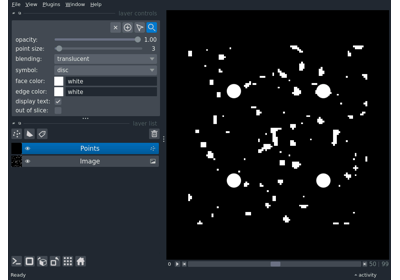 File View Plugins Window Help
layer controls
opacity: 1.00
point size: 3
blending: translucent
symbol: disc
face color: white
edge color: white
display text:
out of slice:
layer list
Points
Image
50 99
Ready activity